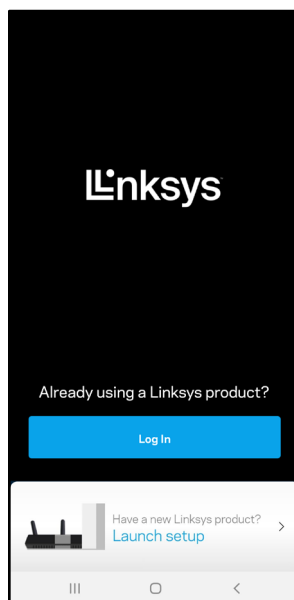 Linksys
Already using a Linksys product?
Log In
Have a new Linksys product?
Launch setup